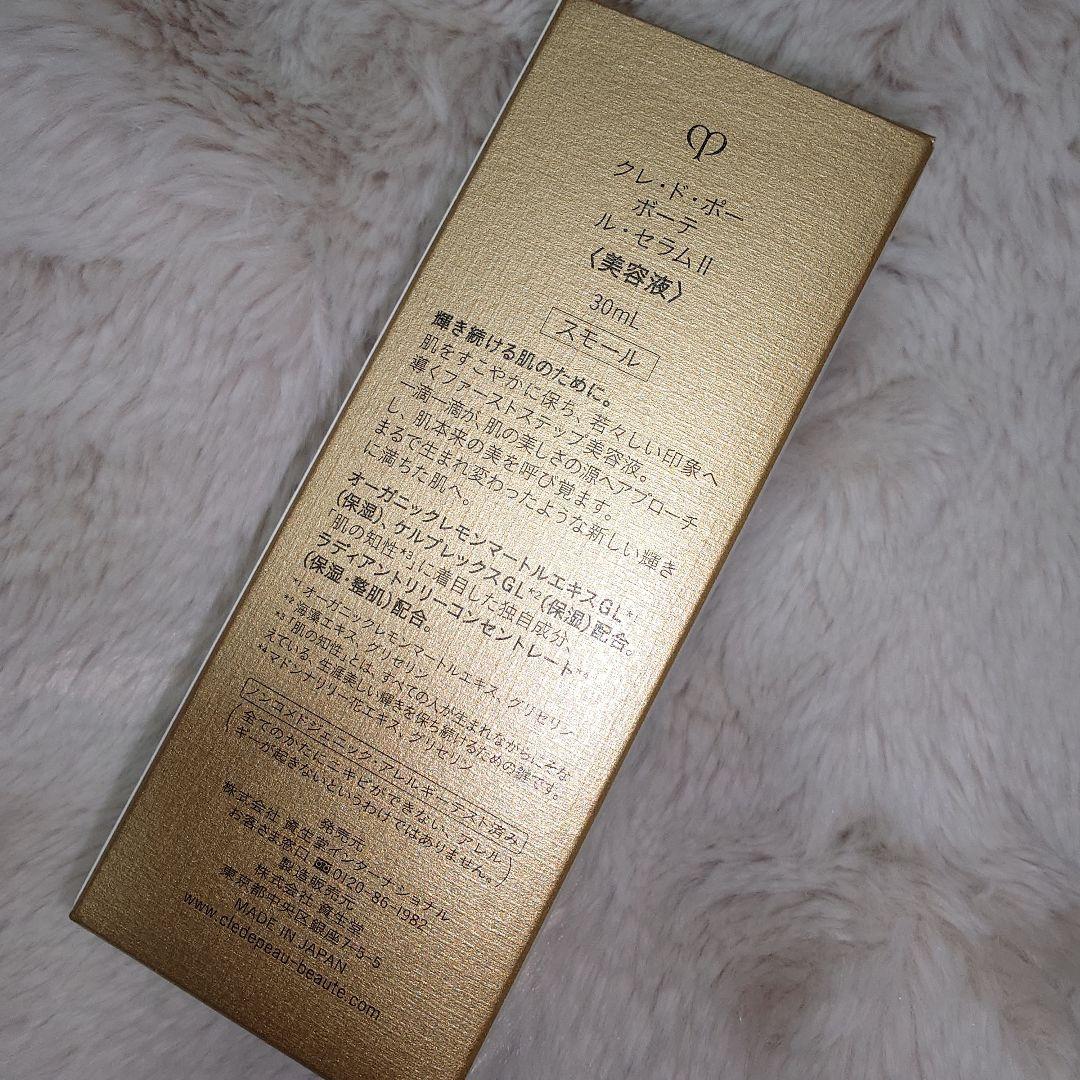 クレ・ド・ポー
ボーテ
ル・セラムII
〈美容液〉
30mL
スモール
輝き続ける肌のために。
肌をすこやかに保ち、若々しい印象へ
導くファーストステップ美容液。
一滴一滴が、肌の美しさの源へアプローチ
し、肌本来の美を呼び覚ます。
まるで生まれ変わったような新しい輝き
に満ちた肌へ。
オーガニックレモンマートルエキスGL*1
(保湿)、ケルプレックスGL*2(保湿)配合。
「肌の知性*3」に着目した独自成分、
ラディアントリリーコンセントレート*4
(保湿・整肌)配合。
*1 オーガニックレモンマートルエキス、グリセリン
*2 海藻エキス、グリセリン
*3 「肌の知性」とは、すべての人が生まれながらにそな
えている、生涯美しい輝きを保ち続けるための鍵です。
*4 マドンナリリー花エキス、グリセリン
ノンコメドジェニック・アレルギーテスト済み
(全てのかたにニキビができない、アレル
ギーが起きないというわけではありません。)
発売元
株式会社 資生堂インターナショナル
お客さま窓口 0120-86-1982
製造販売元
株式会社 資生堂
東京都中央区銀座7-5-5
MADE IN JAPAN
www.cledepeau-beaute.com